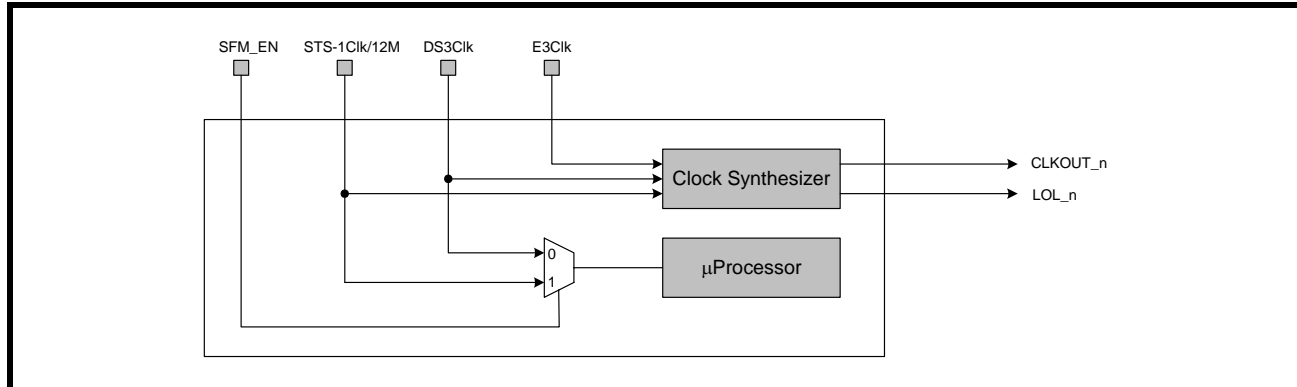 SFM_EN STS-1Clk/12M DS3Clk E3Clk
Clock Synthesizer
CLKOUT_n
LOL_n
0
1
µProcessor